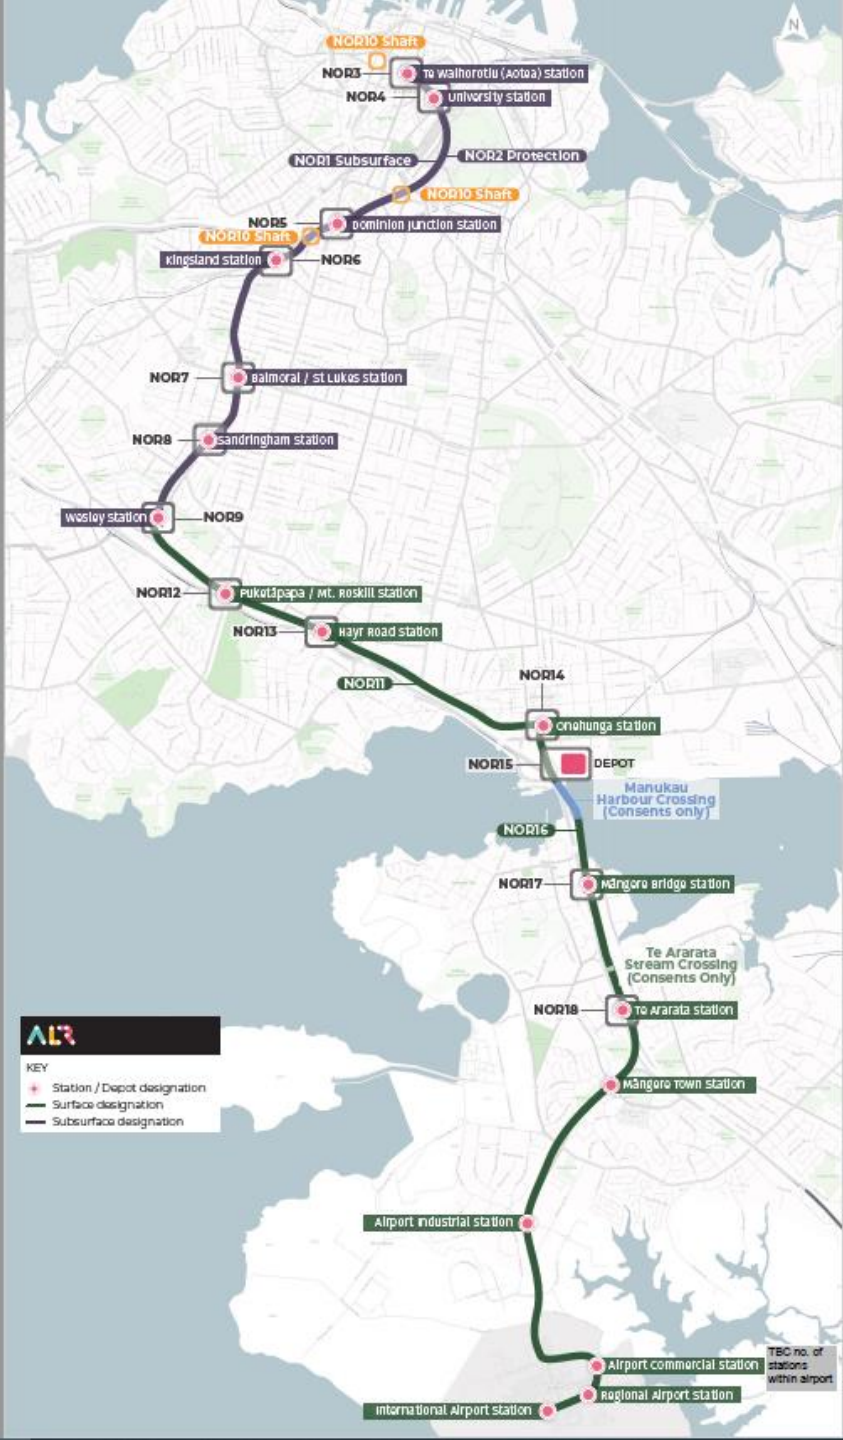 N
NOR10 Shaft
NOR3
Te Waihorotiu (Aotea) station
NOR4
University station
NOR1 Subsurface
NOR2 Protection
NOR10 Shaft
NOR5
Dominion Junction station
NOR10 Shaft
Kingsland station
NOR6
NOR7
Balmoral / St Lukes station
NOR8
Sandringham station
Wesley station
NOR9
NOR12
Puketāpapa / Mt. Roskill station
NOR13
Hayr Road station
NOR11
NOR14
Onehunga station
NOR15
DEPOT
Manukau
Harbour Crossing
(Consents only)
NOR16
NOR17
Māngere Bridge station
Te Ararata
Stream Crossing
(Consents Only)
NOR18
Te Ararata station
ALR
KEY
Station / Depot designation
Surface designation
Subsurface designation
Māngere Town station
Airport Industrial station
Airport Commercial station
TBC no. of
stations
within airport
Regional Airport station
International Airport station